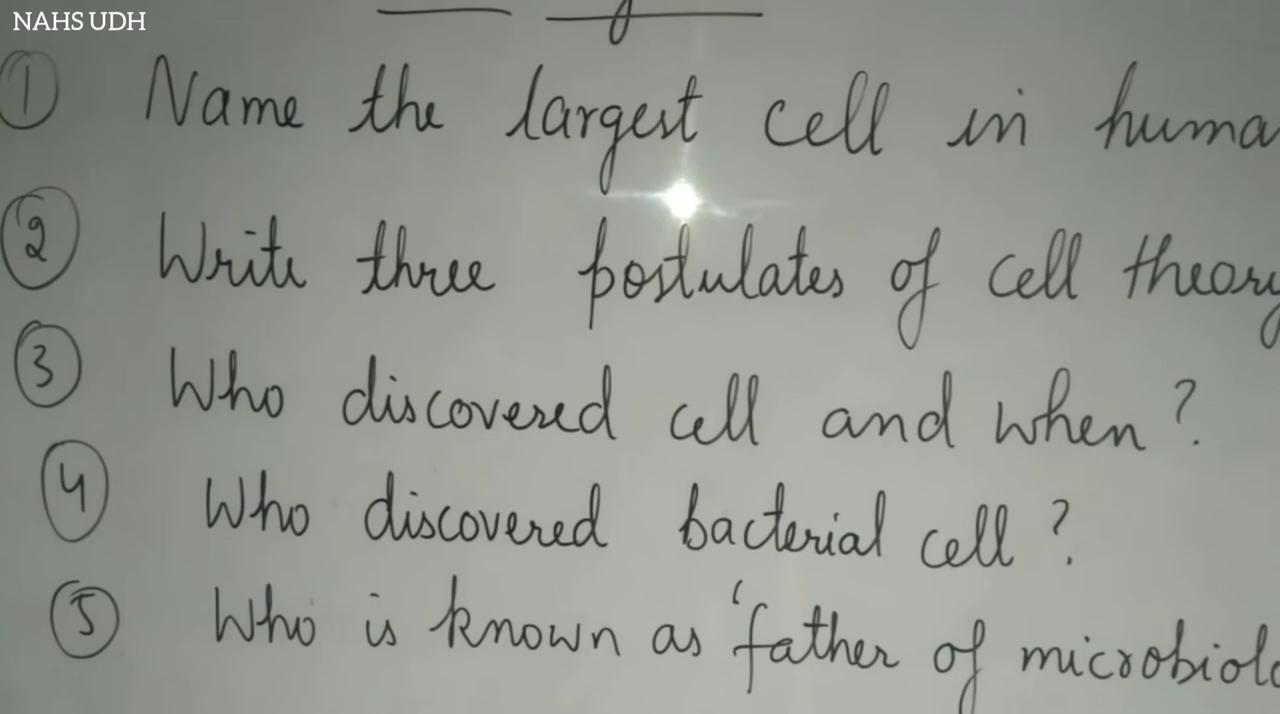 NAHS UDH
① Name the largest cell in huma
② Write three postulates of cell theory
③ Who discovered cell and when?
④ Who discovered bacterial cell?
⑤ Who is known as 'father of microbiolo